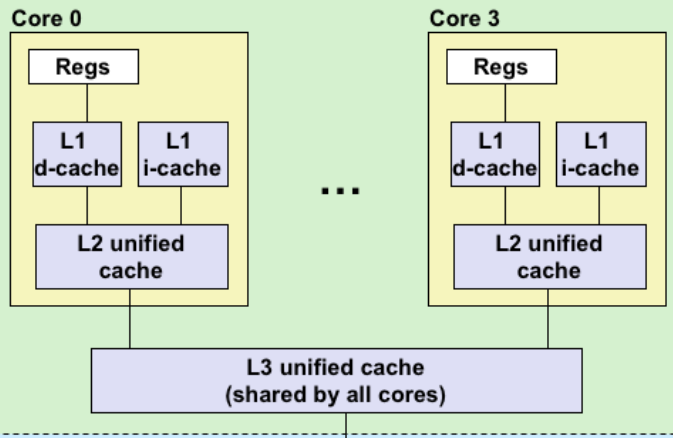 Core 0
Regs
L1
d-cache
L1
i-cache
L2 unified
cache
...
Core 3
Regs
L1
d-cache
L1
i-cache
L2 unified
cache
L3 unified cache
(shared by all cores)